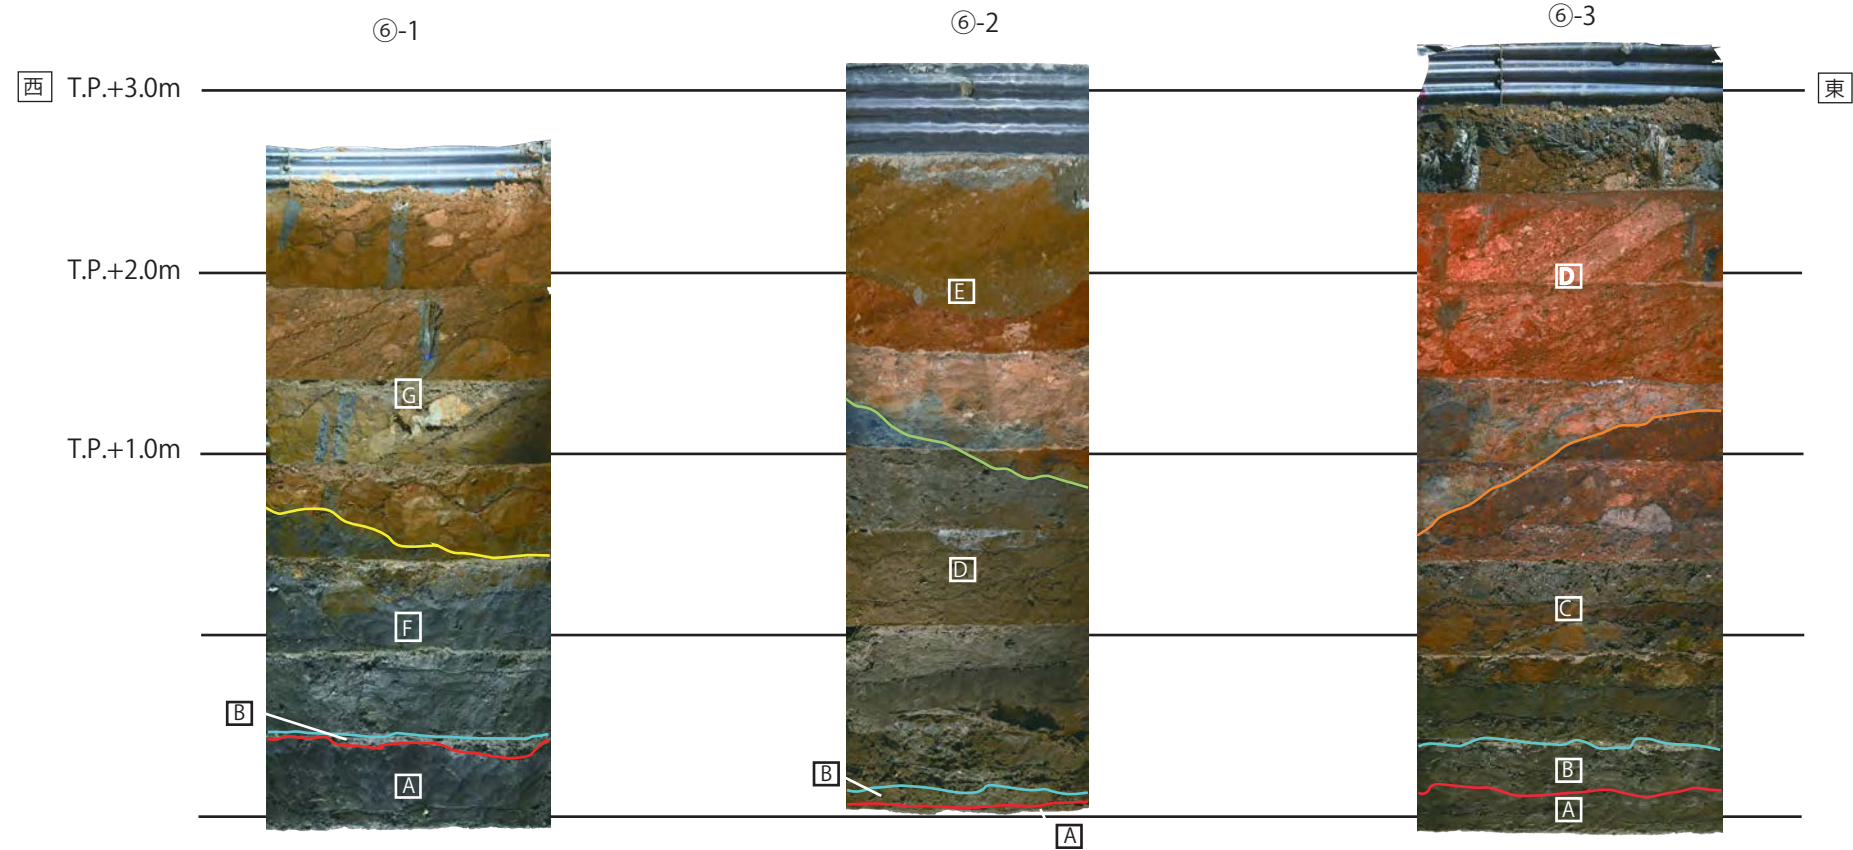 ⑥-1
⑥-2
⑥-3
西
T.P.+3.0m
東
T.P.+2.0m
T.P.+1.0m
E
D
G
D
F
C
B
B
B
A
A
A